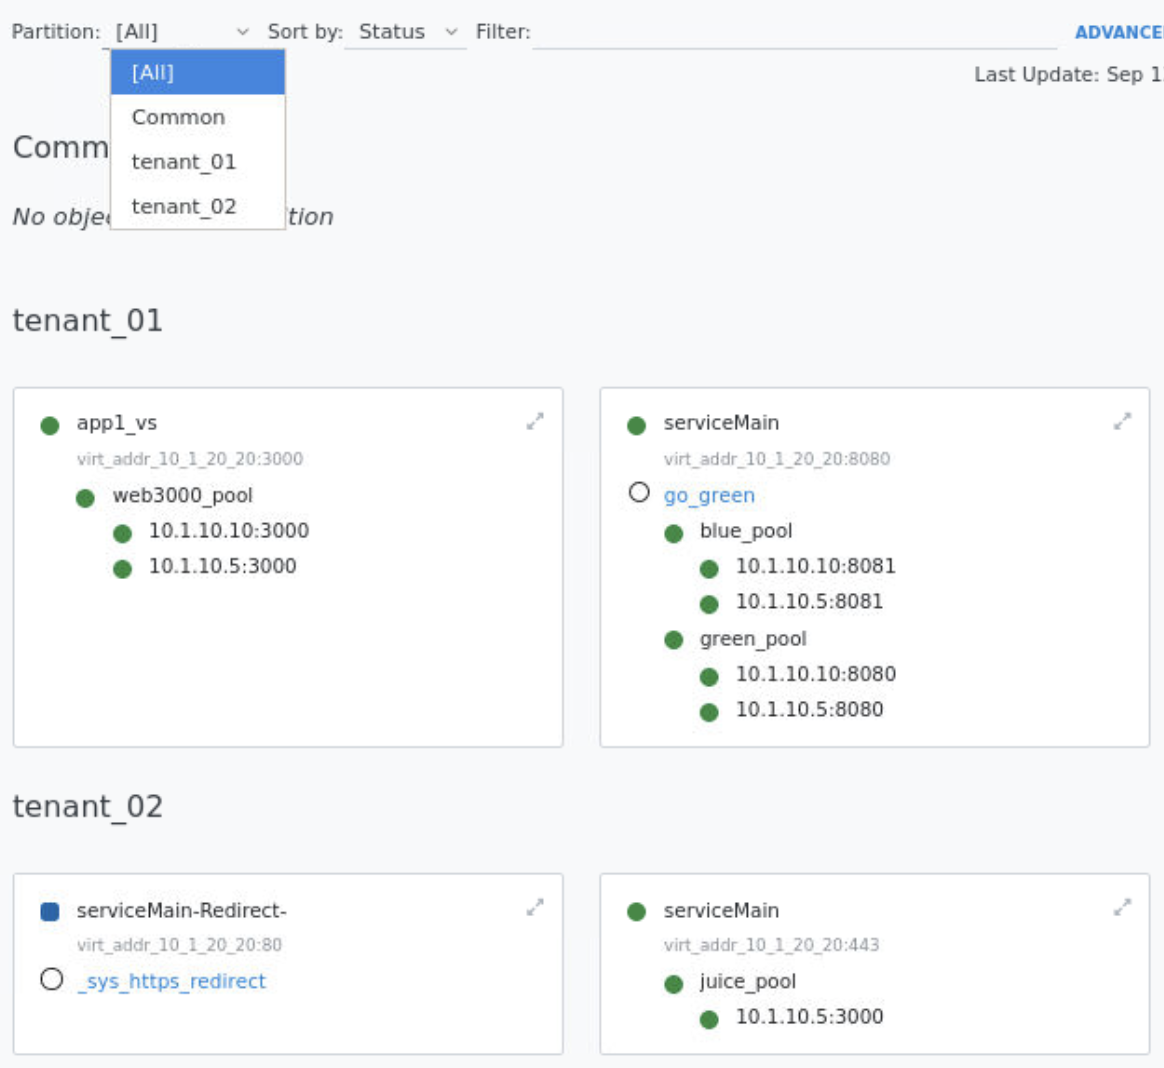 Partition: [All] Sort by: Status Filter: ADVANCE
[All]
Last Update: Sep 1
Common
Comm
tenant_01
tenant_02
No obje tition
tenant_01
app1_vs
virt_addr_10_1_20_20:3000
web3000_pool
10.1.10.10:3000
10.1.10.5:3000
serviceMain
virt_addr_10_1_20_20:8080
go_green
blue_pool
10.1.10.10:8081
10.1.10.5:8081
green_pool
10.1.10.10:8080
10.1.10.5:8080
tenant_02
serviceMain-Redirect-
virt_addr_10_1_20_20:80
_sys_https_redirect
serviceMain
virt_addr_10_1_20_20:443
juice_pool
10.1.10.5:3000